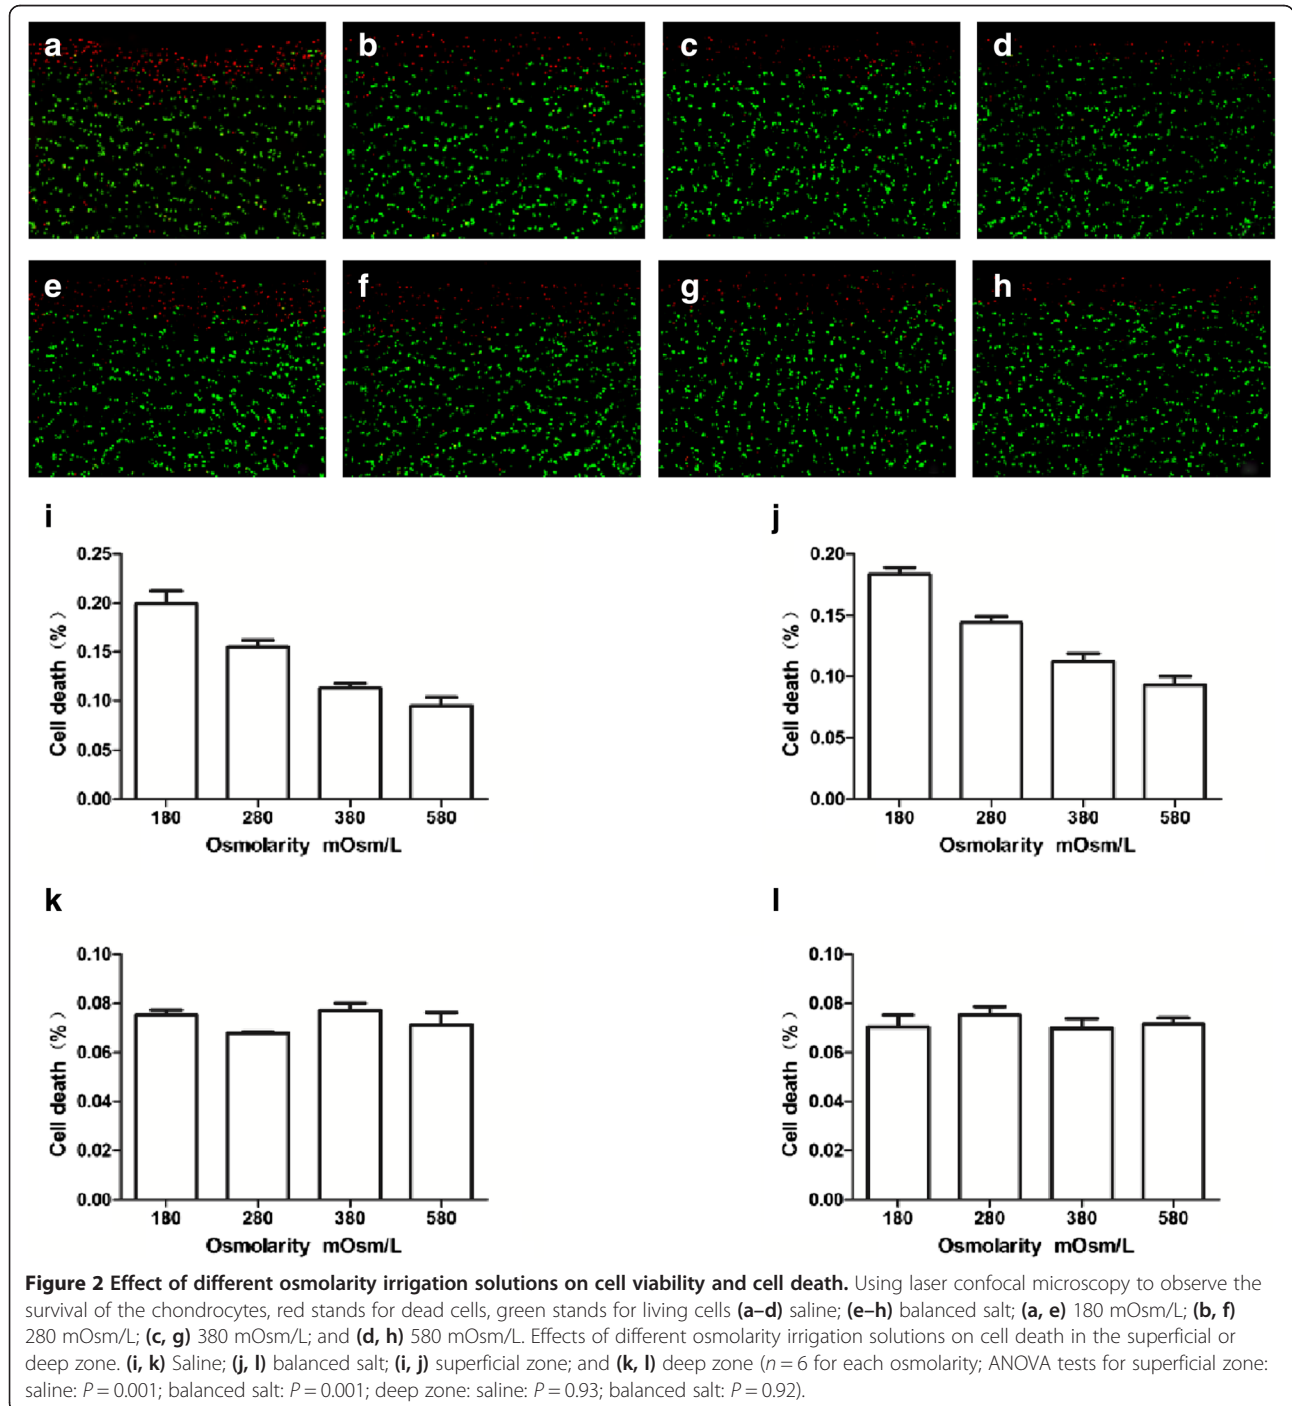 a b c d
e f g h
i
0.25
0.20
0.15
0.10
0.05
0.00
Cell death (%)
180 280 380 580
Osmolarity mOsm/L
j
0.20
0.15
0.10
0.05
0.00
Cell death (%)
180 280 380 580
Osmolarity mOsm/L
k
0.10
0.08
0.06
0.04
0.02
0.00
Cell death (%)
180 280 380 580
Osmolarity mOsm/L
l
0.10
0.08
0.06
0.04
0.02
0.00
Cell death (%)
180 280 380 580
Osmolarity mOsm/L
Figure 2 Effect of different osmolarity irrigation solutions on cell viability and cell death. Using laser confocal microscopy to observe the
survival of the chondrocytes, red stands for dead cells, green stands for living cells (a–d) saline; (e–h) balanced salt; (a, e) 180 mOsm/L; (b, f)
280 mOsm/L; (c, g) 380 mOsm/L; and (d, h) 580 mOsm/L. Effects of different osmolarity irrigation solutions on cell death in the superficial or
deep zone. (i, k) Saline; (j, l) balanced salt; (i, j) superficial zone; and (k, l) deep zone (n = 6 for each osmolarity; ANOVA tests for superficial zone:
saline: P = 0.001; balanced salt: P = 0.001; deep zone: saline: P = 0.93; balanced salt: P = 0.92).